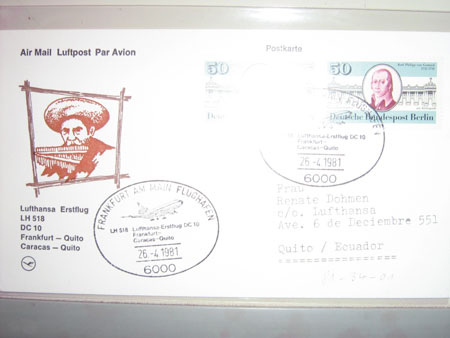 Air Mail Luftpost Par Avion
Postkarte
50
50
Deutsche Bundespost Berlin
Lufthansa Erstflug DC 10
Frankfurt-
Caracas-Quito
26.-4.1981
6000
Lufthansa Erstflug
LH 518
DC 10
Frankfurt – Quito
Caracas – Quito
FRANKFURT AM MAIN FLUGHAFEN
LH 518 Lufthansa Erstflug DC 10
Frankfurt-
Caracas-Quito
26.-4.1981
6000
Frau
Renate Dohmen
c/o. Lufthansa
Ave. 6 de Deciembre 551
Quito / Ecuador